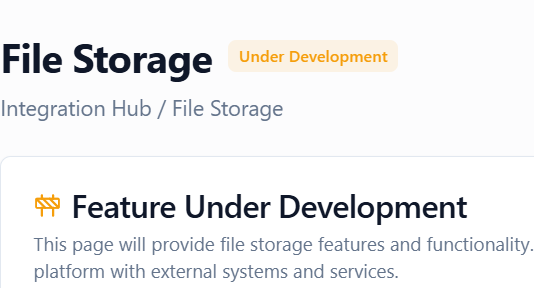 File Storage
Under Development
Integration Hub / File Storage
Feature Under Development
This page will provide file storage features and functionality.
platform with external systems and services.